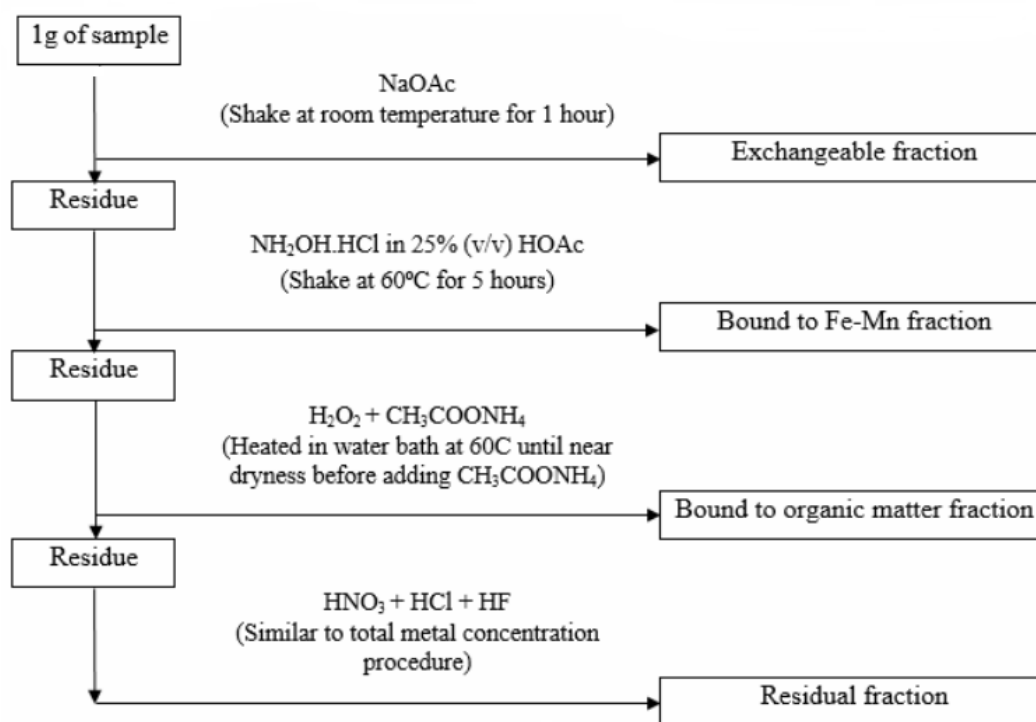 1g of sample
NaOAc
(Shake at room temperature for 1 hour)
Exchangeable fraction
Residue
NH₂OH.HCl in 25% (v/v) HOAc
(Shake at 60ºC for 5 hours)
Bound to Fe-Mn fraction
Residue
H₂O₂ + CH₃COONH₄
(Heated in water bath at 60C until near
dryness before adding CH₃COONH₄)
Bound to organic matter fraction
Residue
HNO₃ + HCl + HF
(Similar to total metal concentration
procedure)
Residual fraction